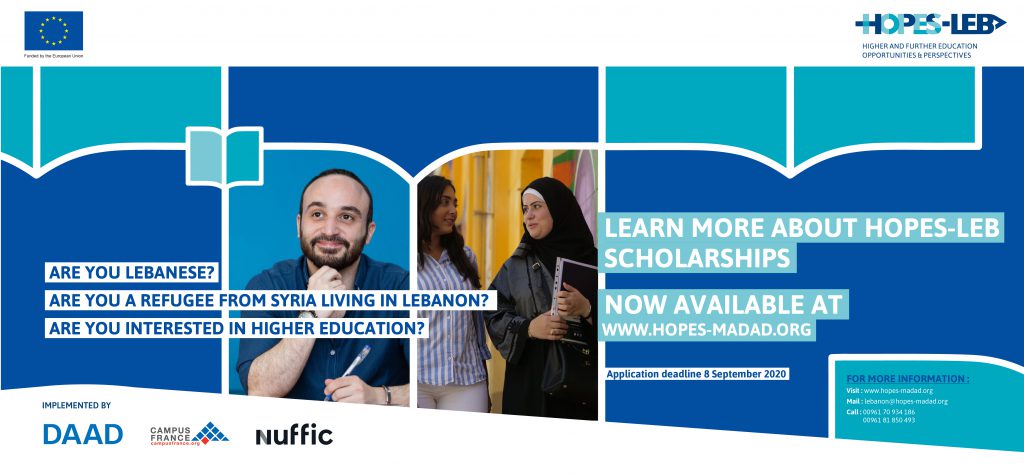 Funded by the European Union
HOPES-LEB
HIGHER AND FURTHER EDUCATION
OPPORTUNITIES & PERSPECTIVES
ARE YOU LEBANESE?
ARE YOU A REFUGEE FROM SYRIA LIVING IN LEBANON?
ARE YOU INTERESTED IN HIGHER EDUCATION?
LEARN MORE ABOUT HOPES-LEB
SCHOLARSHIPS
NOW AVAILABLE AT
WWW.HOPES-MADAD.ORG
Application deadline 8 September 2020
FOR MORE INFORMATION :
Visit : www.hopes-madad.org
Mail : lebanon@hopes-madad.org
Call : 00961 70 934 186
00961 81 850 493
IMPLEMENTED BY
DAAD
CAMPUS
FRANCE
campusfrance.org
nuffic